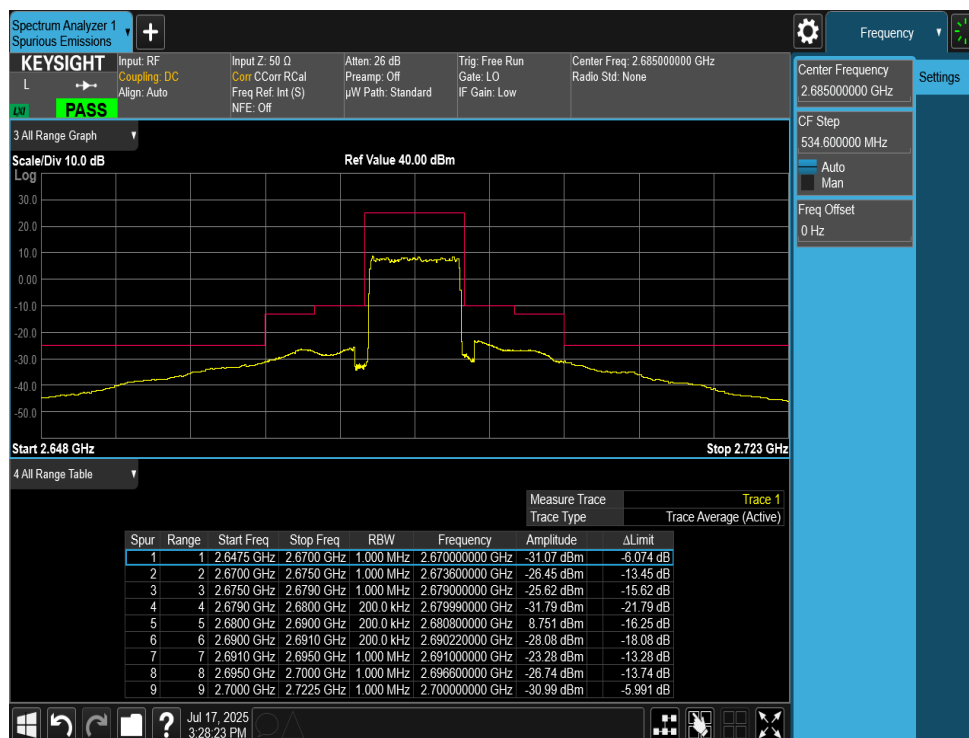 Spectrum Analyzer 1
Spurious Emissions
+
Frequency
KEYSIGHT
L
LXI
PASS
Input: RF
Coupling: DC
Align: Auto
Input Z: 50 Ω
Corr CCorr RCal
Freq Ref: Int (S)
NFE: Off
Atten: 26 dB
Preamp: Off
µW Path: Standard
Trig: Free Run
Gate: LO
IF Gain: Low
Center Freq: 2.685000000 GHz
Radio Std: None
Center Frequency
2.685000000 GHz
Settings
CF Step
534.600000 MHz
Auto
Man
Freq Offset
0 Hz
3 All Range Graph
Scale/Div 10.0 dB
Ref Value 40.00 dBm
Log
30.0
20.0
10.0
0.00
-10.0
-20.0
-30.0
-40.0
-50.0
Start 2.648 GHz
Stop 2.723 GHz
4 All Range Table
Measure Trace Trace 1
Trace Type Trace Average (Active)
Spur Range Start Freq Stop Freq RBW Frequency Amplitude ΔLimit
1 1 2.6475 GHz 2.6700 GHz 1.000 MHz 2.670000000 GHz -31.07 dBm -6.074 dB
2 2 2.6700 GHz 2.6750 GHz 1.000 MHz 2.673600000 GHz -26.45 dBm -13.45 dB
3 3 2.6750 GHz 2.6790 GHz 1.000 MHz 2.679000000 GHz -25.62 dBm -15.62 dB
4 4 2.6790 GHz 2.6800 GHz 200.0 kHz 2.679990000 GHz -31.79 dBm -21.79 dB
5 5 2.6800 GHz 2.6900 GHz 200.0 kHz 2.680800000 GHz 8.751 dBm -16.25 dB
6 6 2.6900 GHz 2.6910 GHz 200.0 kHz 2.690220000 GHz -28.08 dBm -18.08 dB
7 7 2.6910 GHz 2.6950 GHz 1.000 MHz 2.691000000 GHz -23.28 dBm -13.28 dB
8 8 2.6950 GHz 2.7000 GHz 1.000 MHz 2.696600000 GHz -26.74 dBm -13.74 dB
9 9 2.7000 GHz 2.7225 GHz 1.000 MHz 2.700000000 GHz -30.99 dBm -5.991 dB
?
Jul 17, 2025
3:28:23 PM